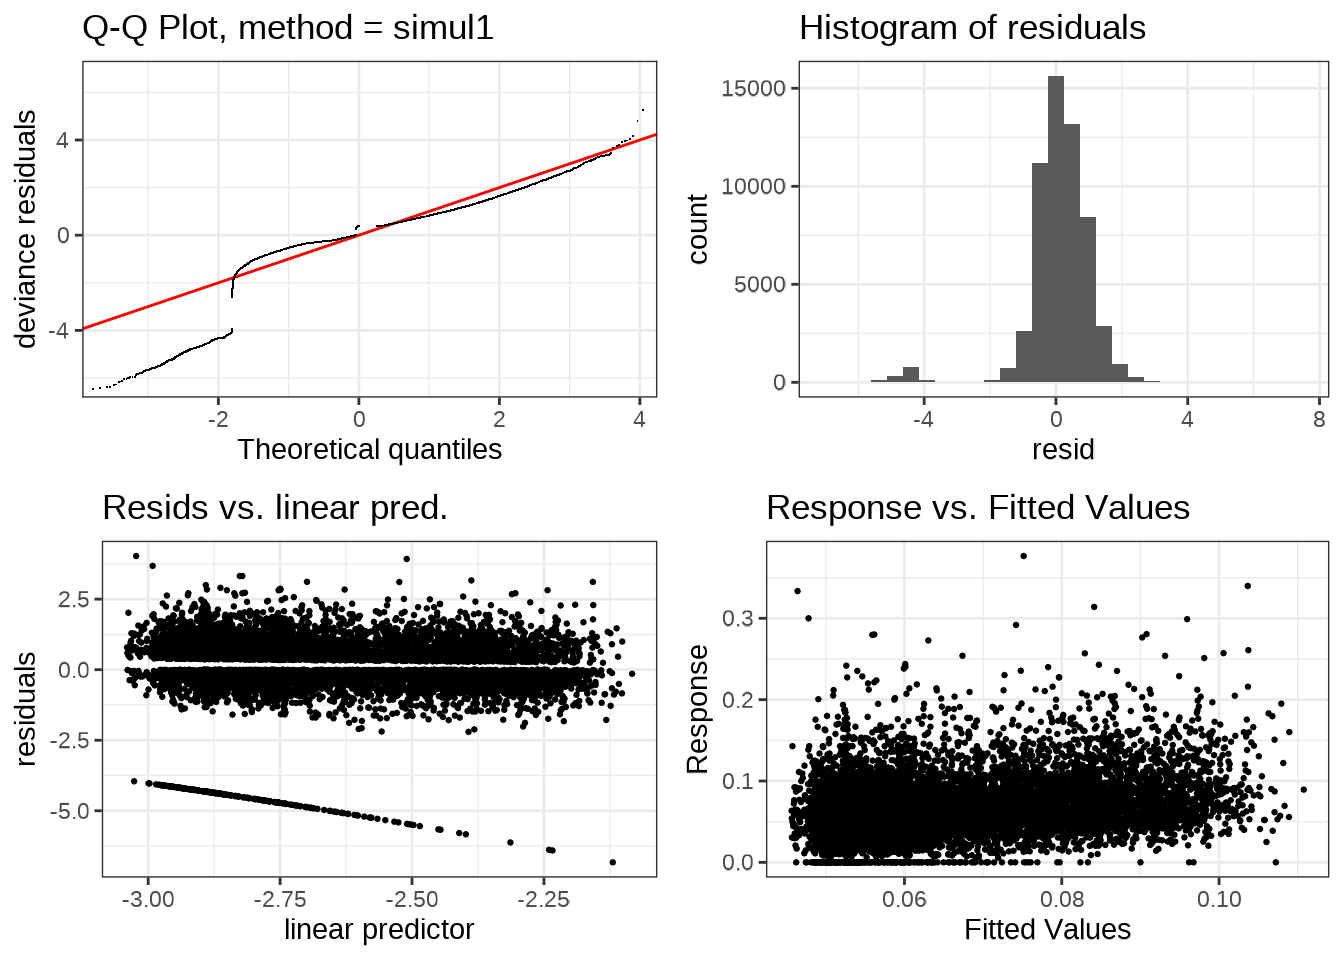 Q-Q Plot, method = simul1
deviance residuals
4
0
-4
-2
0
2
4
Theoretical quantiles
Histogram of residuals
count
15000
10000
5000
0
-4
0
4
8
resid
Resids vs. linear pred.
residuals
2.5
0.0
-2.5
-5.0
-3.00
-2.75
-2.50
-2.25
linear predictor
Response vs. Fitted Values
Response
0.3
0.2
0.1
0.0
0.06
0.08
0.10
Fitted Values